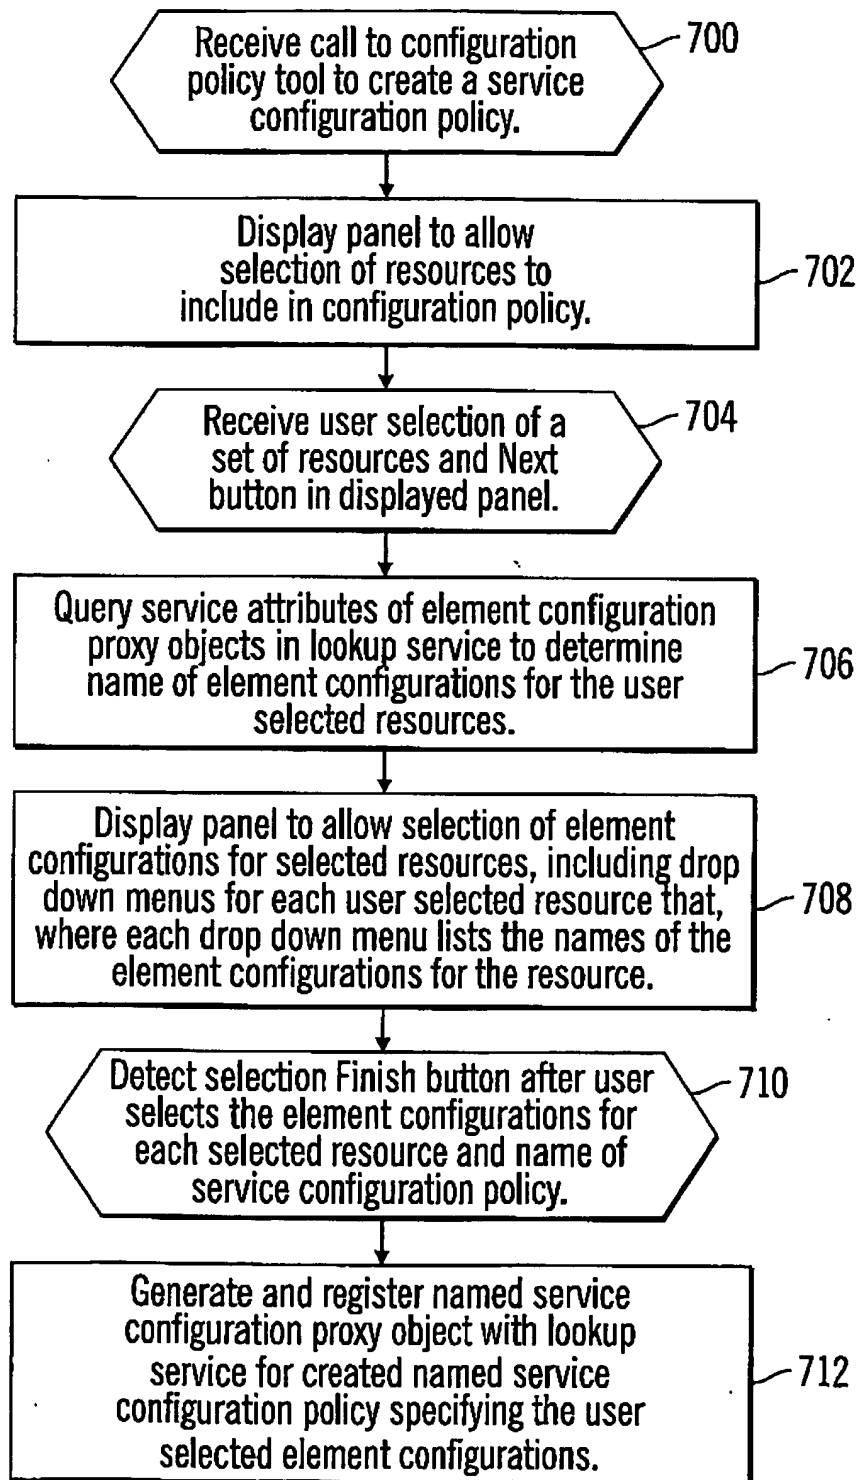 Receive call to configuration
policy tool to create a service
configuration policy.
700
Display panel to allow
selection of resources to
include in configuration policy.
702
Receive user selection of a
set of resources and Next
button in displayed panel.
704
Query service attributes of element configuration
proxy objects in lookup service to determine
name of element configurations for the user
selected resources.
706
Display panel to allow selection of element
configurations for selected resources, including drop
down menus for each user selected resource that,
where each drop down menu lists the names of the
element configurations for the resource.
708
Detect selection Finish button after user
selects the element configurations for
each selected resource and name of
service configuration policy.
710
Generate and register named service
configuration proxy object with lookup
service for created named service
configuration policy specifying the user
selected element configurations.
712